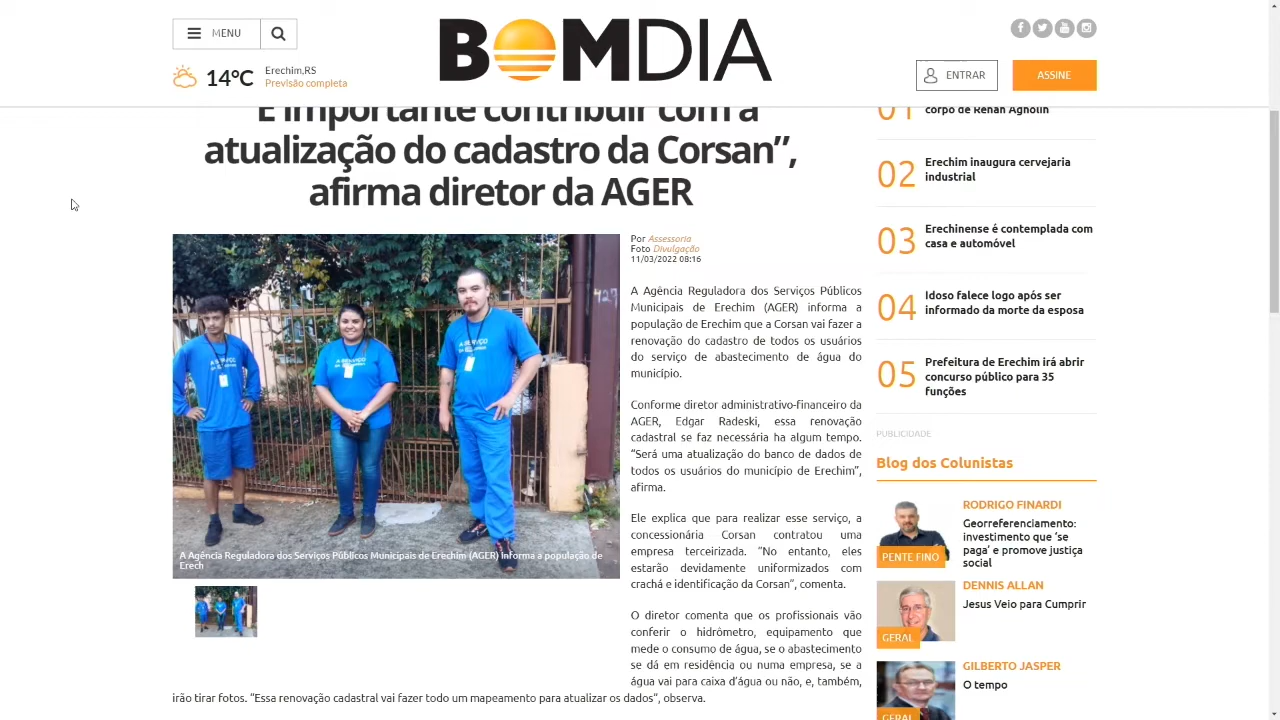 MENU
BOMDIA
14°C
Erechim,RS
Previsão completa
ENTRAR
ASSINE
É importante contribuir com a
atualização do cadastro da Corsan”,
afirma diretor da AGER
Por Assessoria
Foto Divulgação
11/03/2022 08:16
A SERVIÇO
A SERVIÇO
A SERVIÇO
A Agência Reguladora dos Serviços Públicos Municipais de Erechim (AGER) informa a população de
Erech
A Agência Reguladora dos Serviços Públicos
Municipais de Erechim (AGER) informa a
população de Erechim que a Corsan vai fazer a
renovação do cadastro de todos os usuários
do serviço de abastecimento de água do
município.
Conforme diretor administrativo-financeiro da
AGER, Edgar Radeski, essa renovação
cadastral se faz necessária ha algum tempo.
“Será uma atualização do banco de dados de
todos os usuários do município de Erechim”,
afirma.
Ele explica que para realizar esse serviço, a
concessionária Corsan contratou uma
empresa terceirizada. “No entanto, eles
estarão devidamente uniformizados com
crachá e identificação da Corsan”, comenta.
O diretor comenta que os profissionais vão
conferir o hidrômetro, equipamento que
mede o consumo de água, se o abastecimento
se dá em residência ou numa empresa, se a
água vai para caixa d’água ou não, e, também,
irão tirar fotos. “Essa renovação cadastral vai fazer todo um mapeamento para atualizar os dados”, observa.
01
corpo de Renan Agnolin
02
Erechim inaugura cervejaria
industrial
03
Erechinense é contemplada com
casa e automóvel
04
Idoso falece logo após ser
informado da morte da esposa
05
Prefeitura de Erechim irá abrir
concurso público para 35
funções
PUBLICIDADE
Blog dos Colunistas
RODRIGO FINARDI
Georreferenciamento:
investimento que ‘se
paga’ e promove justiça
social
PENTE FINO
DENNIS ALLAN
Jesus Veio para Cumprir
GERAL
GILBERTO JASPER
O tempo
GERAL